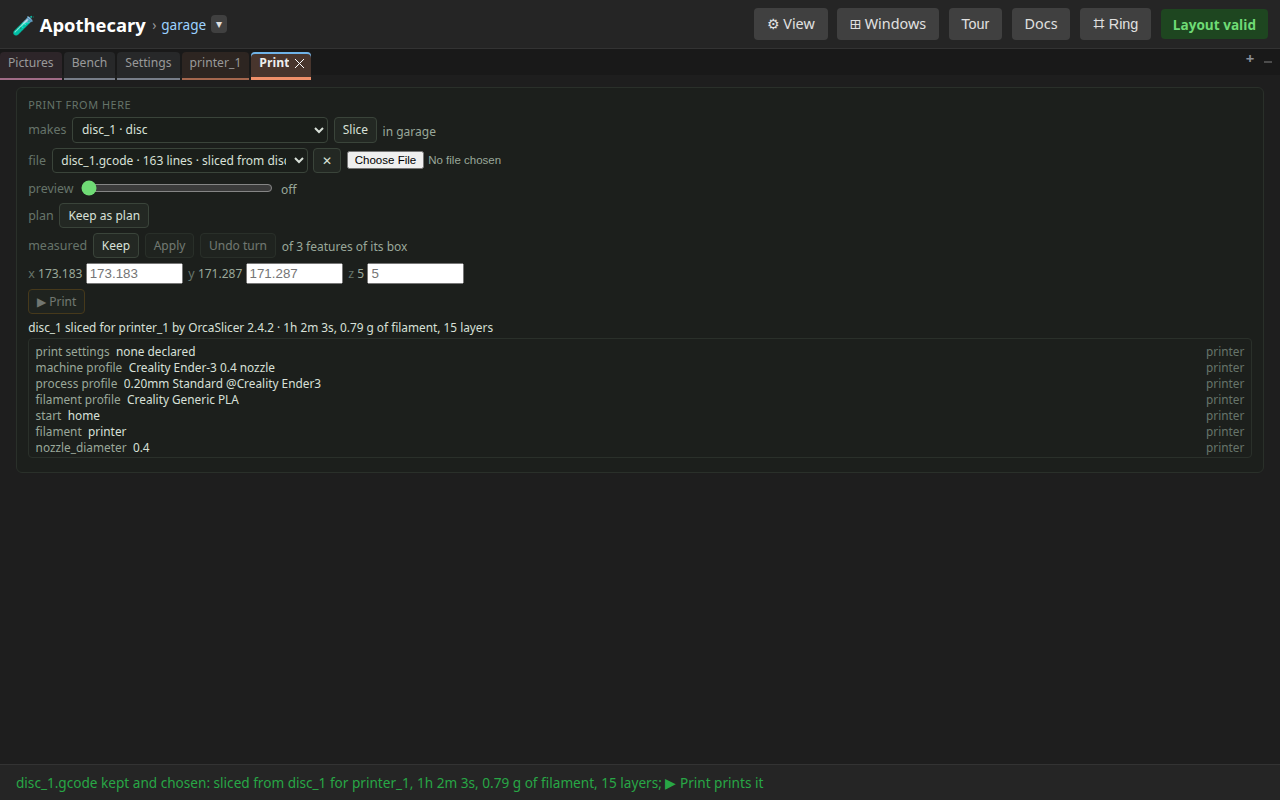 Apothecary › garage ▾ ⚙ View ⊞ Windows Tour Docs ⌗ Ring Layout valid
Pictures Bench Settings printer_1 Print ✕ + –
PRINT FROM HERE
makes disc_1 · disc Slice in garage
file disc_1.gcode · 163 lines · sliced from disc ✕ Choose File No file chosen
preview off
plan Keep as plan
measured Keep Apply Undo turn of 3 features of its box
x 173.183 173.183 y 171.287 171.287 z 5 5
▶ Print
disc_1 sliced for printer_1 by OrcaSlicer 2.4.2 · 1h 2m 3s, 0.79 g of filament, 15 layers
print settings none declared printer
machine profile Creality Ender-3 0.4 nozzle printer
process profile 0.20mm Standard @Creality Ender3 printer
filament profile Creality Generic PLA printer
start home printer
filament printer printer
nozzle_diameter 0.4 printer
disc_1.gcode kept and chosen: sliced from disc_1 for printer_1, 1h 2m 3s, 0.79 g of filament, 15 layers; ▶ Print prints it